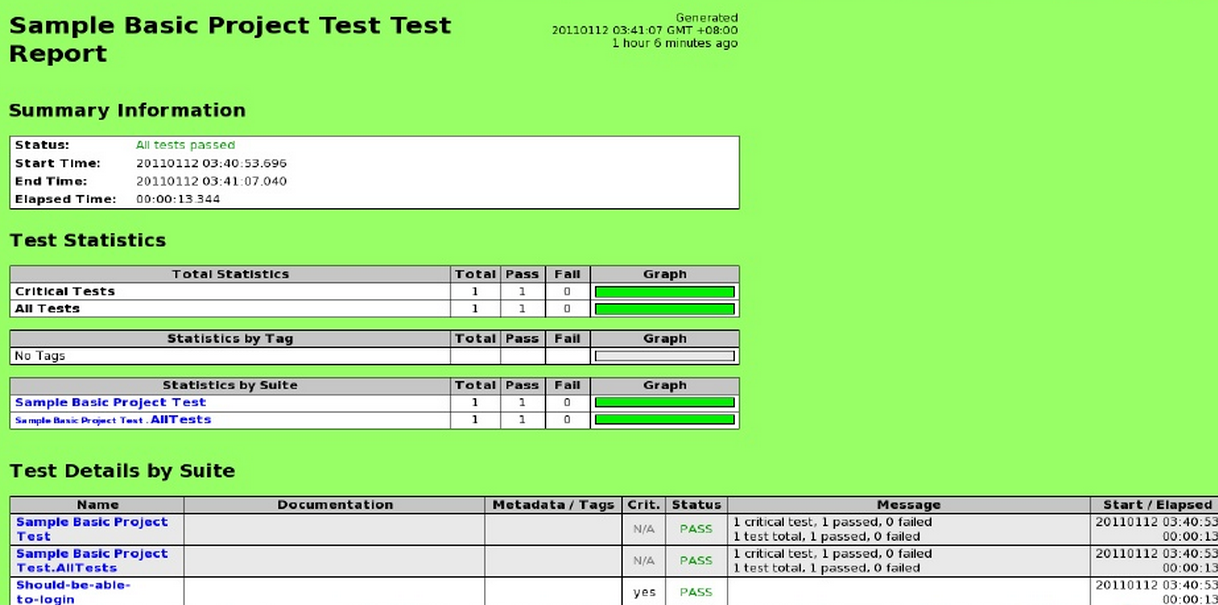 Sample Basic Project Test Test
Report
Generated
20110112 03:41:07 GMT +08:00
1 hour 6 minutes ago
Summary Information
Status: All tests passed
Start Time: 20110112 03:40:53.696
End Time: 20110112 03:41:07.040
Elapsed Time: 00:00:13.344
Test Statistics
Total Statistics Total Pass Fail Graph
Critical Tests 1 1 0
All Tests 1 1 0
Statistics by Tag Total Pass Fail Graph
No Tags
Statistics by Suite Total Pass Fail Graph
Sample Basic Project Test 1 1 0
Sample Basic Project Test . AllTests 1 1 0
Test Details by Suite
Name Documentation Metadata / Tags Crit. Status Message Start / Elapsed
Sample Basic Project
Test
N/A PASS
1 critical test, 1 passed, 0 failed
1 test total, 1 passed, 0 failed
20110112 03:40:53
00:00:13
Sample Basic Project
Test.AllTests
N/A PASS
1 critical test, 1 passed, 0 failed
1 test total, 1 passed, 0 failed
20110112 03:40:53
00:00:13
Should-be-able-
to-login
yes PASS
20110112 03:40:53
00:00:13